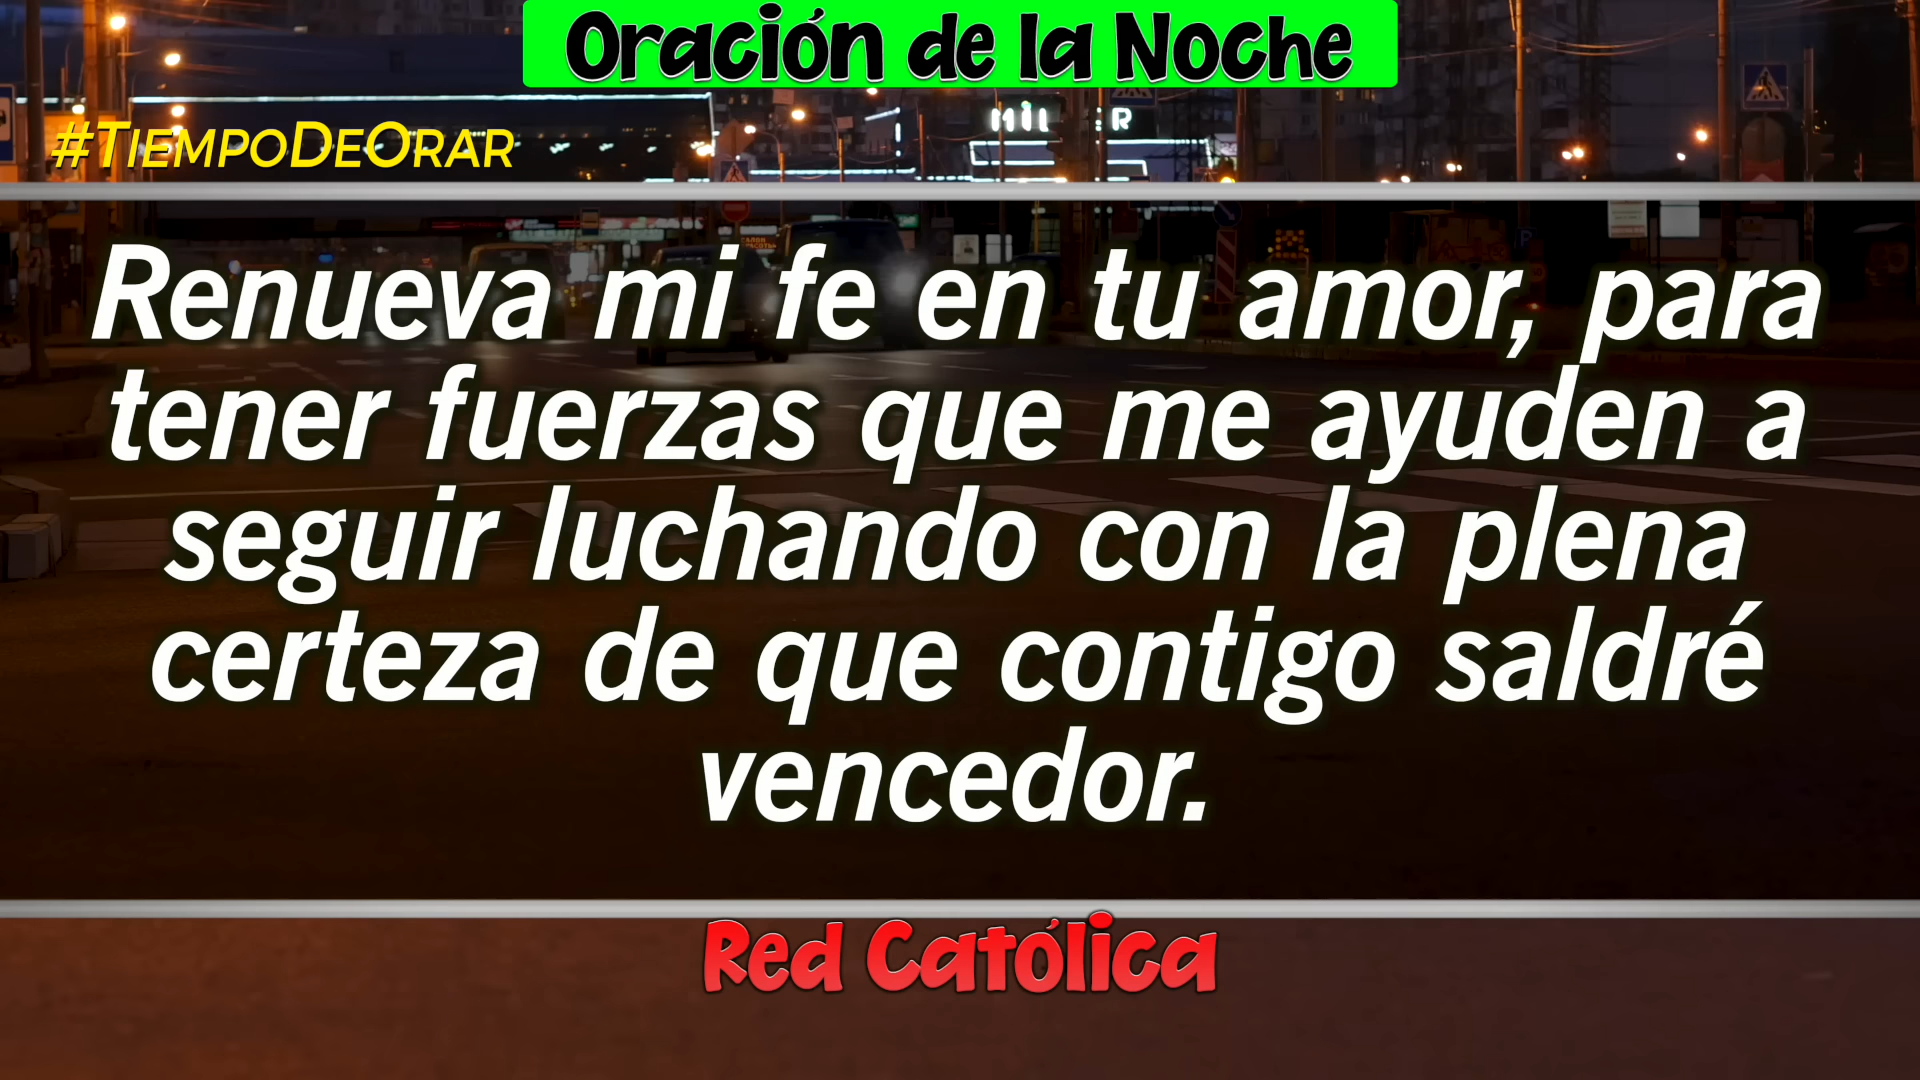 Oración de la Noche
#TiempoDeOrar
Renueva mi fe en tu amor, para
tener fuerzas que me ayuden a
seguir luchando con la plena
certeza de que contigo saldré
vencedor.
Red Católica